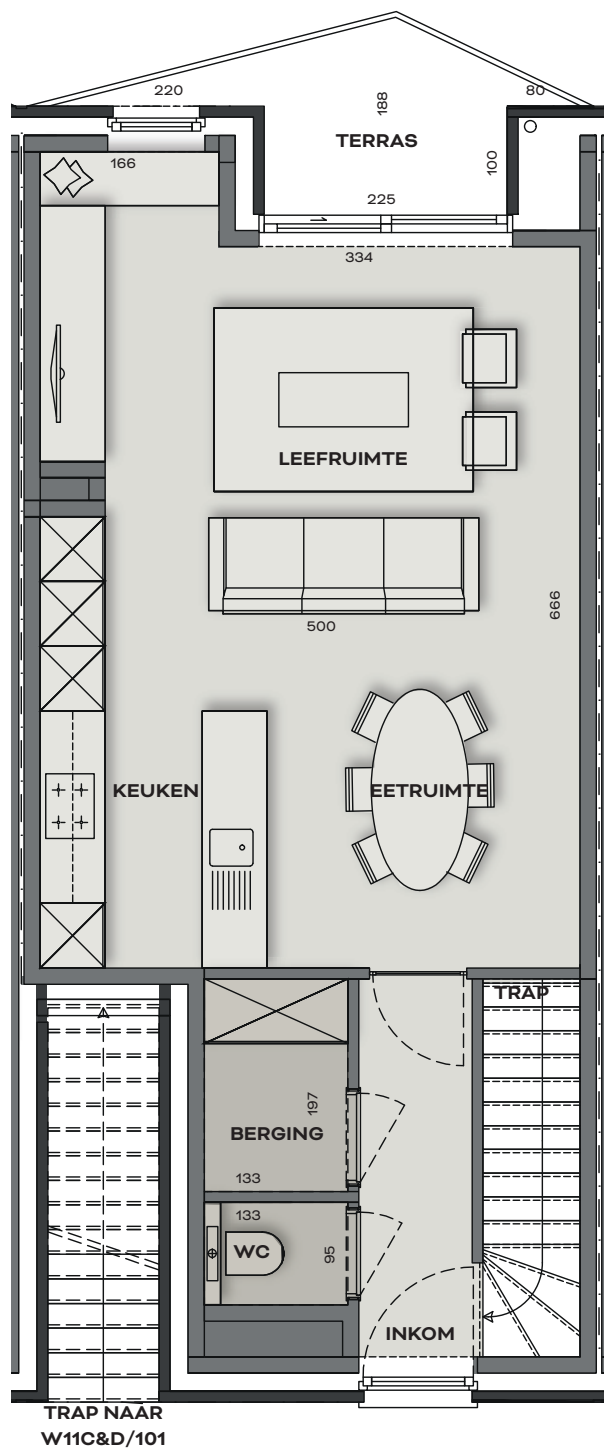 220
80
188
TERRAS
166
100
225
334
LEEFRUIMTE
666
500
KEUKEN
EETRUIMTE
TRAP
197
BERGING
133
133
WC
95
INKOM
TRAP NAAR
W11C&D/101